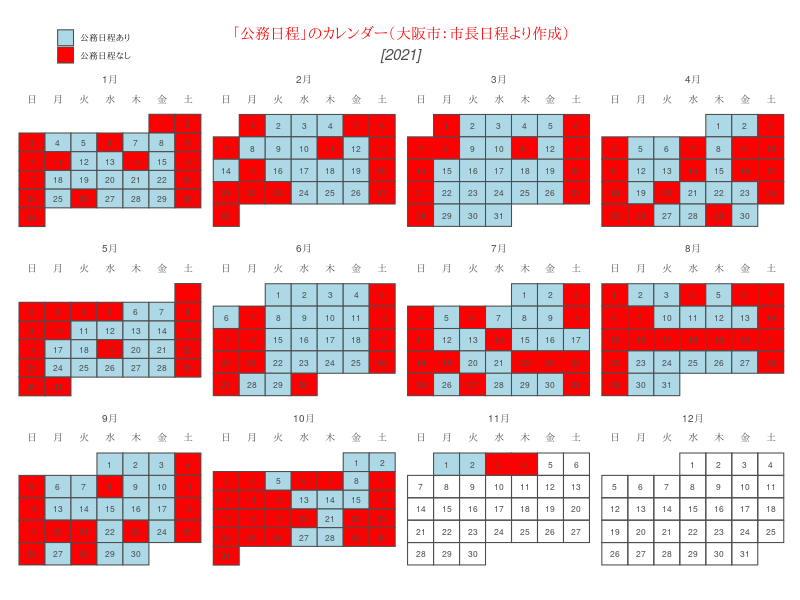 公務日程あり
公務日程なし
「公務日程」のカレンダー（大阪市：市長日程より作成）
[2021]
1月
日 月 火 水 木 金 土
1 2
3 4 5 6 7 8 9
10 11 12 13 14 15 16
17 18 19 20 21 22 23
24 25 26 27 28 29 30
31
2月
日 月 火 水 木 金 土
1 2 3 4 5 6
7 8 9 10 11 12 13
14 15 16 17 18 19 20
21 22 23 24 25 26 27
28
3月
日 月 火 水 木 金 土
1 2 3 4 5 6
7 8 9 10 11 12 13
14 15 16 17 18 19 20
21 22 23 24 25 26 27
28 29 30 31
4月
日 月 火 水 木 金 土
1 2 3
4 5 6 7 8 9 10
11 12 13 14 15 16 17
18 19 20 21 22 23 24
25 26 27 28 29 30
5月
日 月 火 水 木 金 土
1
2 3 4 5 6 7 8
9 10 11 12 13 14 15
16 17 18 19 20 21 22
23 24 25 26 27 28 29
30 31
6月
日 月 火 水 木 金 土
1 2 3 4 5
6 7 8 9 10 11 12
13 14 15 16 17 18 19
20 21 22 23 24 25 26
27 28 29 30
7月
日 月 火 水 木 金 土
1 2 3
4 5 6 7 8 9 10
11 12 13 14 15 16 17
18 19 20 21 22 23 24
25 26 27 28 29 30 31
8月
日 月 火 水 木 金 土
1 2 3 4 5 6 7
8 9 10 11 12 13 14
15 16 17 18 19 20 21
22 23 24 25 26 27 28
29 30 31
9月
日 月 火 水 木 金 土
1 2 3 4
5 6 7 8 9 10 11
12 13 14 15 16 17 18
19 20 21 22 23 24 25
26 27 28 29 30
10月
日 月 火 水 木 金 土
1 2
3 4 5 6 7 8 9
10 11 12 13 14 15 16
17 18 19 20 21 22 23
24 25 26 27 28 29 30
31
11月
日 月 火 水 木 金 土
1 2 3 4 5 6
7 8 9 10 11 12 13
14 15 16 17 18 19 20
21 22 23 24 25 26 27
28 29 30
12月
日 月 火 水 木 金 土
1 2 3 4
5 6 7 8 9 10 11
12 13 14 15 16 17 18
19 20 21 22 23 24 25
26 27 28 29 30 31